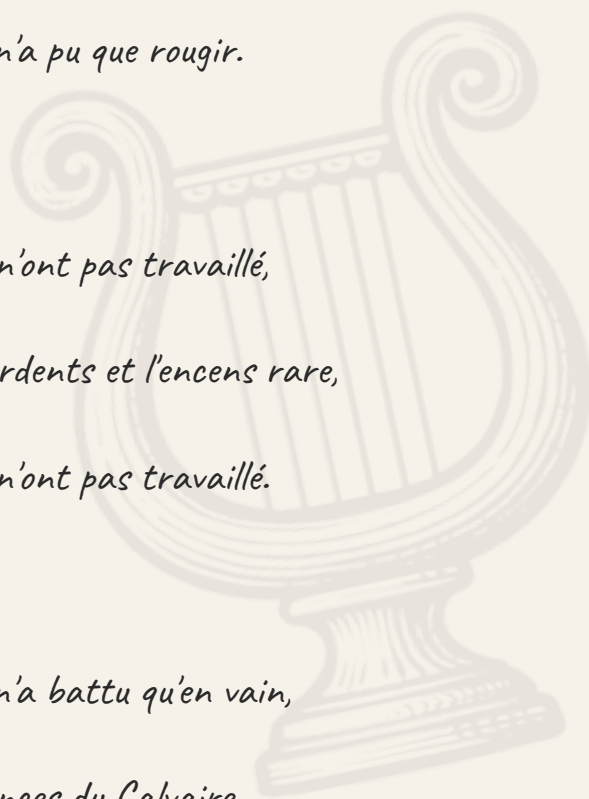 n'a pu que rougir.
n'ont pas travaillé,
rdents et l'encens rare,
n'ont pas travaillé.
n'a battu qu'en vain,
du Calvaire